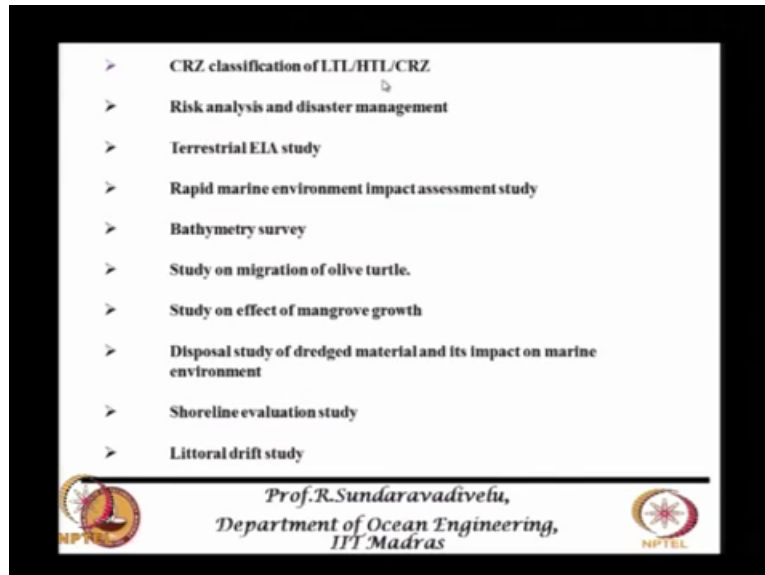 ➢ CRZ classification of LTL/HTL/CRZ
➢ Risk analysis and disaster management
➢ Terrestrial EIA study
➢ Rapid marine environment impact assessment study
➢ Bathymetry survey
➢ Study on migration of olive turtle.
➢ Study on effect of mangrove growth
➢ Disposal study of dredged material and its impact on marine
environment
➢ Shoreline evaluation study
➢ Littoral drift study
Prof.R.Sundaravadivelu,
Department of Ocean Engineering,
IIT Madras
NPTEL
NPTEL